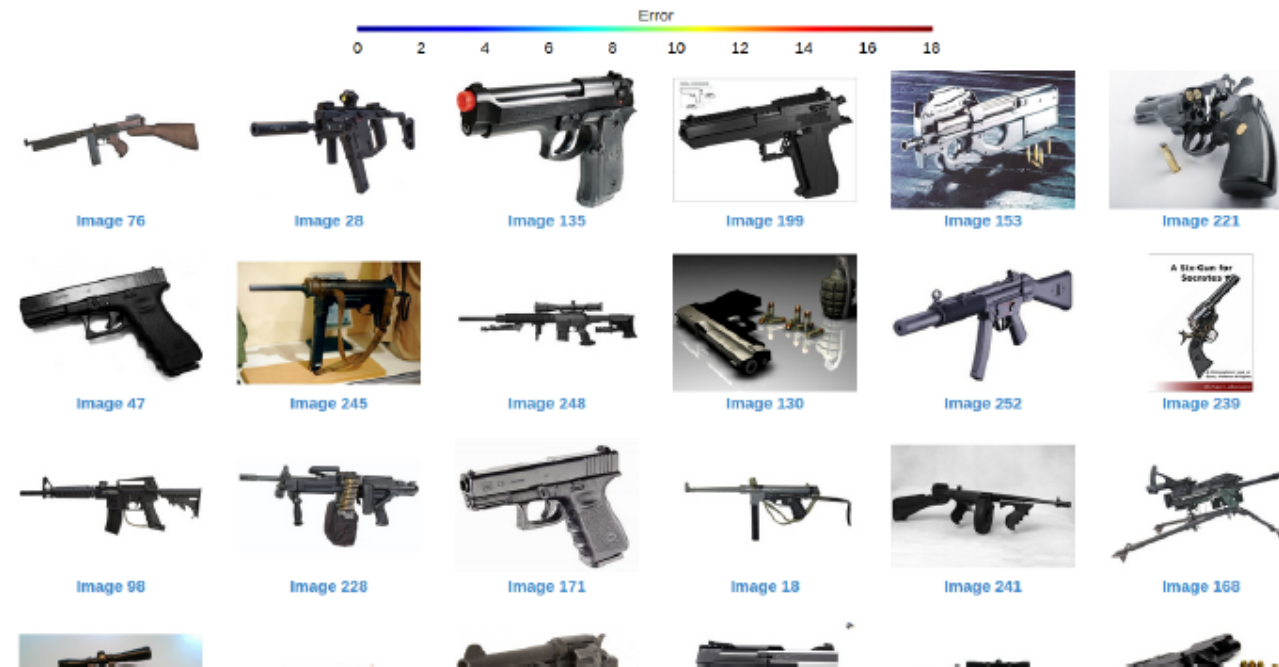 Error
0 2 4 6 8 10 12 14 16 18
Image 76 Image 28 Image 135 Image 199 Image 153 Image 221
A Six-Gun for
Socrates
Image 47 Image 245 Image 248 Image 130 Image 252 Image 239
Image 98 Image 228 Image 171 Image 18 Image 241 Image 168